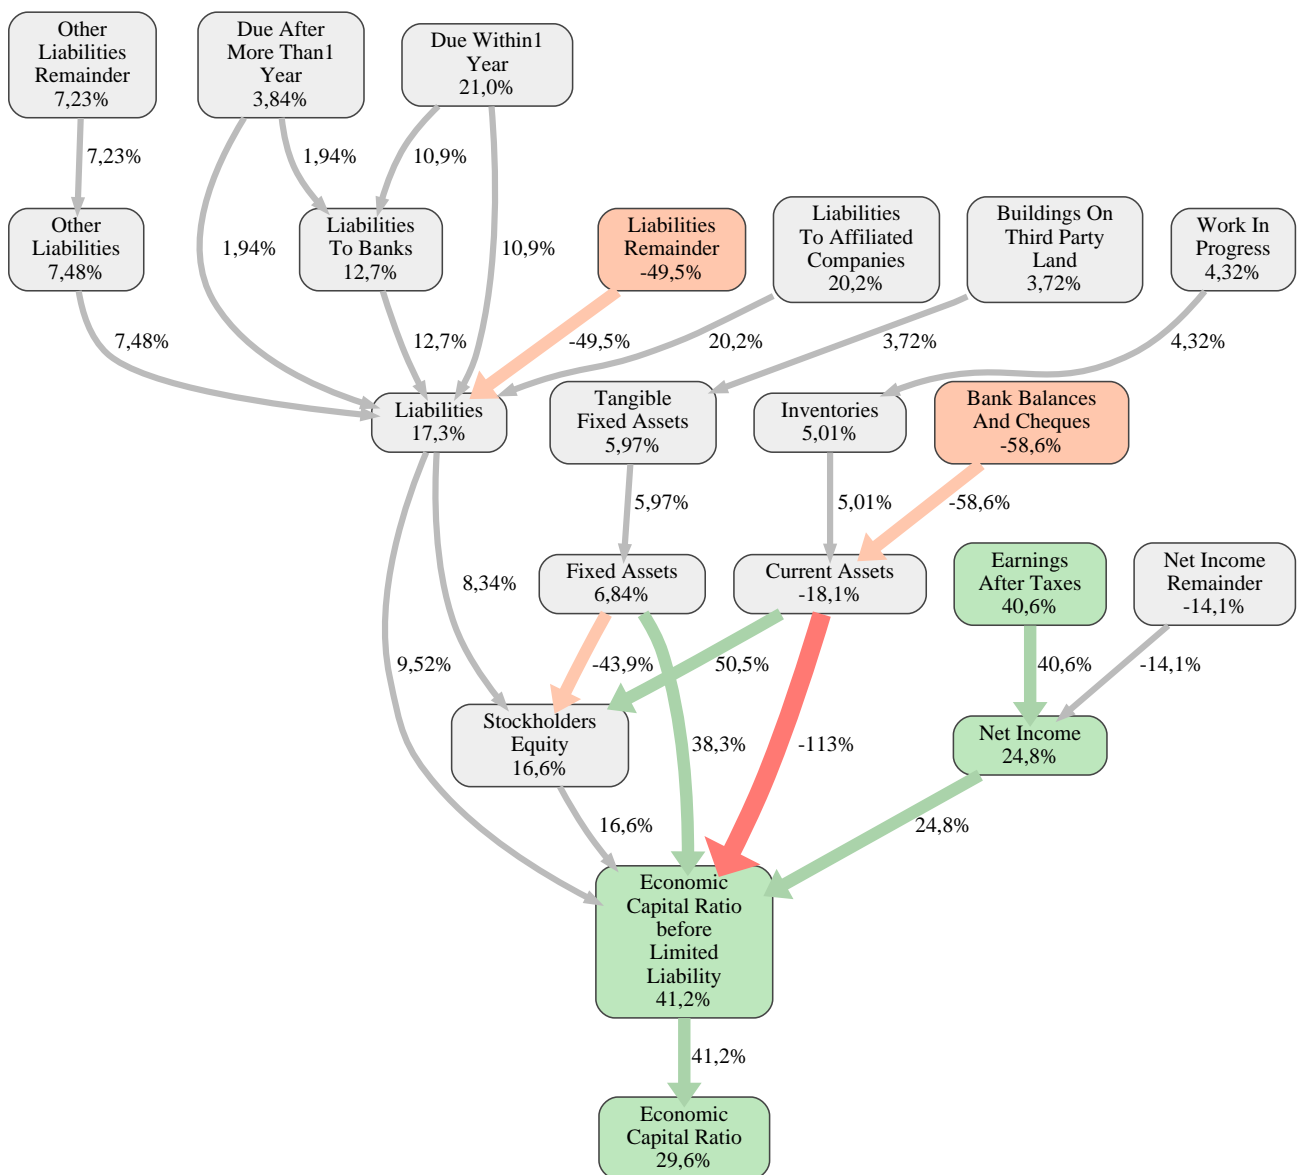 Other
Liabilities
Remainder
7,23%
Due After
More Than1
Year
3,84%
Due Within1
Year
21,0%
7,23%
1,94%
10,9%
Other
Liabilities
7,48%
1,94%
Liabilities
To Banks
12,7%
10,9%
Liabilities
Remainder
-49,5%
Liabilities
To Affiliated
Companies
20,2%
Buildings On
Third Party
Land
3,72%
Work In
Progress
4,32%
7,48%
12,7%
-49,5%
20,2%
3,72%
4,32%
Liabilities
17,3%
Tangible
Fixed Assets
5,97%
Inventories
5,01%
Bank Balances
And Cheques
-58,6%
5,97%
5,01%
-58,6%
8,34%
Fixed Assets
6,84%
Current Assets
-18,1%
Earnings
After Taxes
40,6%
Net Income
Remainder
-14,1%
9,52%
-43,9%
50,5%
40,6%
-14,1%
Stockholders
Equity
16,6%
38,3%
-113%
Net Income
24,8%
16,6%
24,8%
Economic
Capital Ratio
before
Limited
Liability
41,2%
41,2%
Economic
Capital Ratio
29,6%